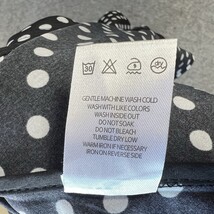 30
GENTLE MACHINE WASH COLD
WASH WITH LIKE COLORS
WASH INSIDE OUT
DO NOT SOAK
DO NOT BLEACH
TUMBLE DRY LOW
WARM IRON IF NECESSARY
IRON ON REVERSE SIDE